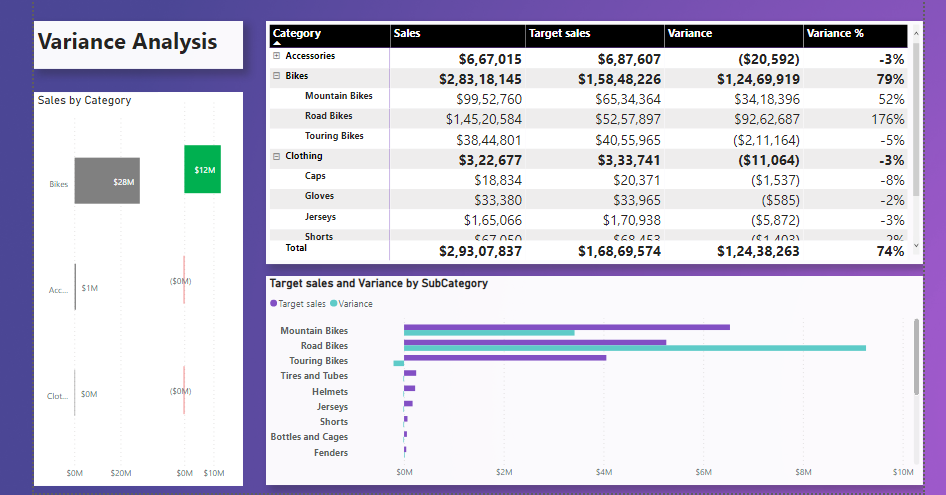 Variance Analysis
Category Sales Target sales Variance Variance %
Accessories $6,67,015 $6,87,607 ($20,592) -3%
Bikes $2,83,18,145 $1,58,48,226 $1,24,69,919 79%
Mountain Bikes $99,52,760 $65,34,364 $34,18,396 52%
Road Bikes $1,45,20,584 $52,57,897 $92,62,687 176%
Touring Bikes $38,44,801 $40,55,965 ($2,11,164) -5%
Clothing $3,22,677 $3,33,741 ($11,064) -3%
Caps $18,834 $20,371 ($1,537) -8%
Gloves $33,380 $33,965 ($585) -2%
Jerseys $1,65,066 $1,70,938 ($5,872) -3%
Shorts $67,050 $68,453 ($1,403) -2%
Total $2,93,07,837 $1,68,69,574 $1,24,38,263 74%
Sales by Category
Bikes $28M $12M
Acc... $1M ($0M)
Clot... $0M ($0M)
$0M $20M $0M $10M
Target sales and Variance by SubCategory
Target sales Variance
Mountain Bikes
Road Bikes
Touring Bikes
Tires and Tubes
Helmets
Jerseys
Shorts
Bottles and Cages
Fenders
$0M $2M $4M $6M $8M $10M